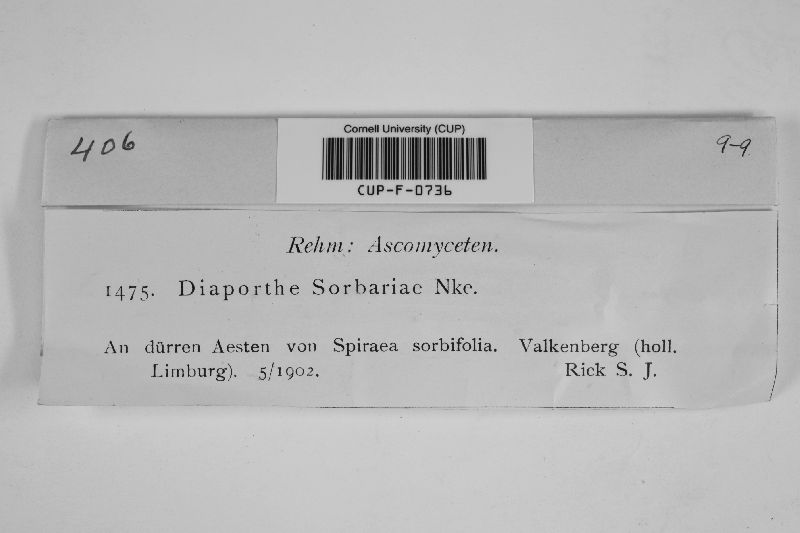 406
Cornell University (CUP)
CUP-F-0736
9-9
Rehm: Ascomyceten.
1475. Diaporthe Sorbariae Nke.
An dürren Aesten von Spiraea sorbifolia. Valkenberg (holl.
Limburg). 5/1902. Rick S. J.